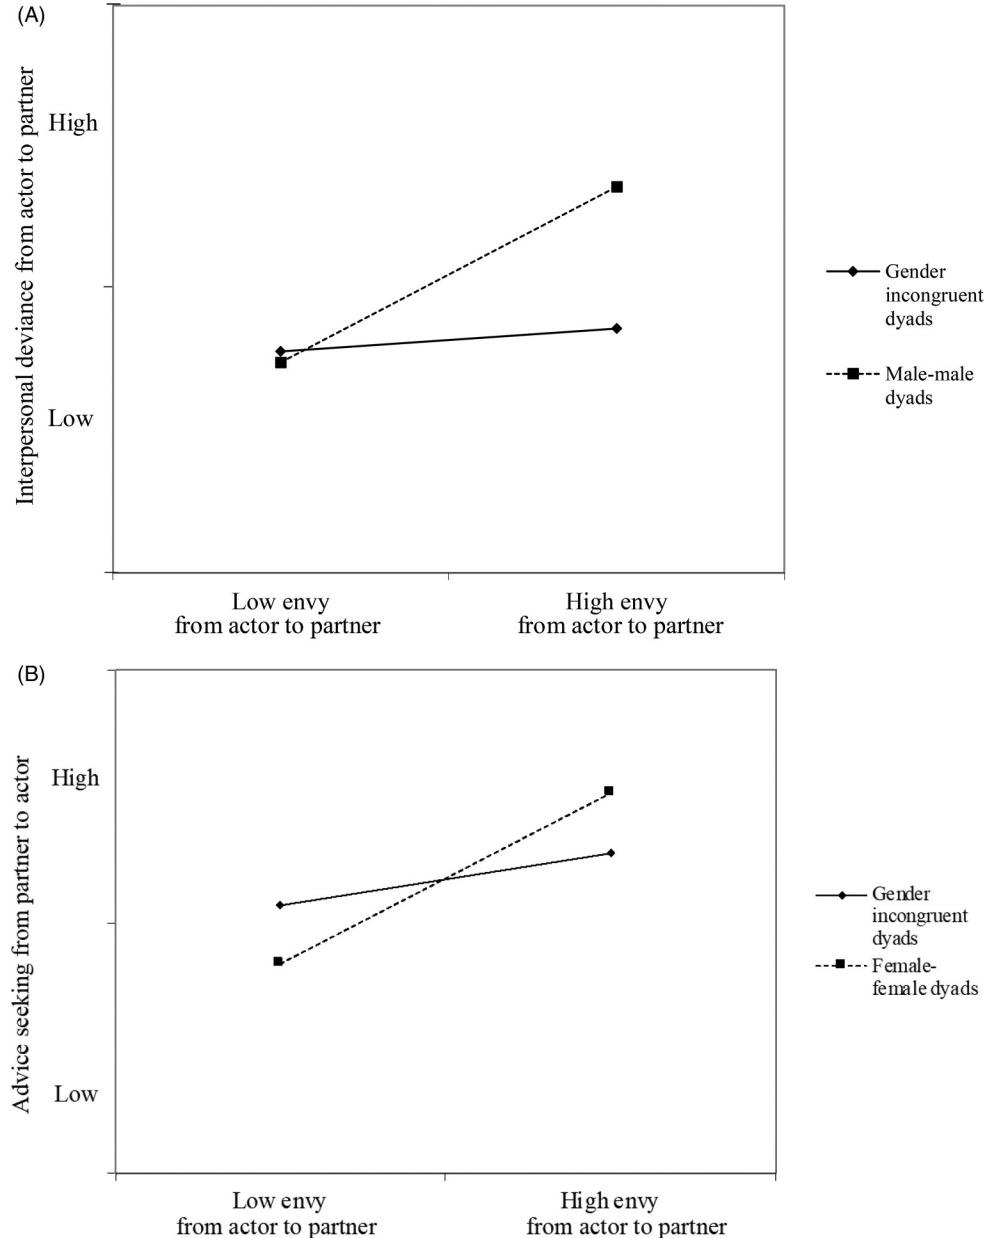 (A)
Interpersonal deviance from actor to partner
High
Low
Low envy
from actor to partner
High envy
from actor to partner
Gender
incongruent
dyads
Male-male
dyads
(B)
Advice seeking from partner to actor
High
Low
Low envy
from actor to partner
High envy
from actor to partner
Gender
incongruent
dyads
Female-
female dyads